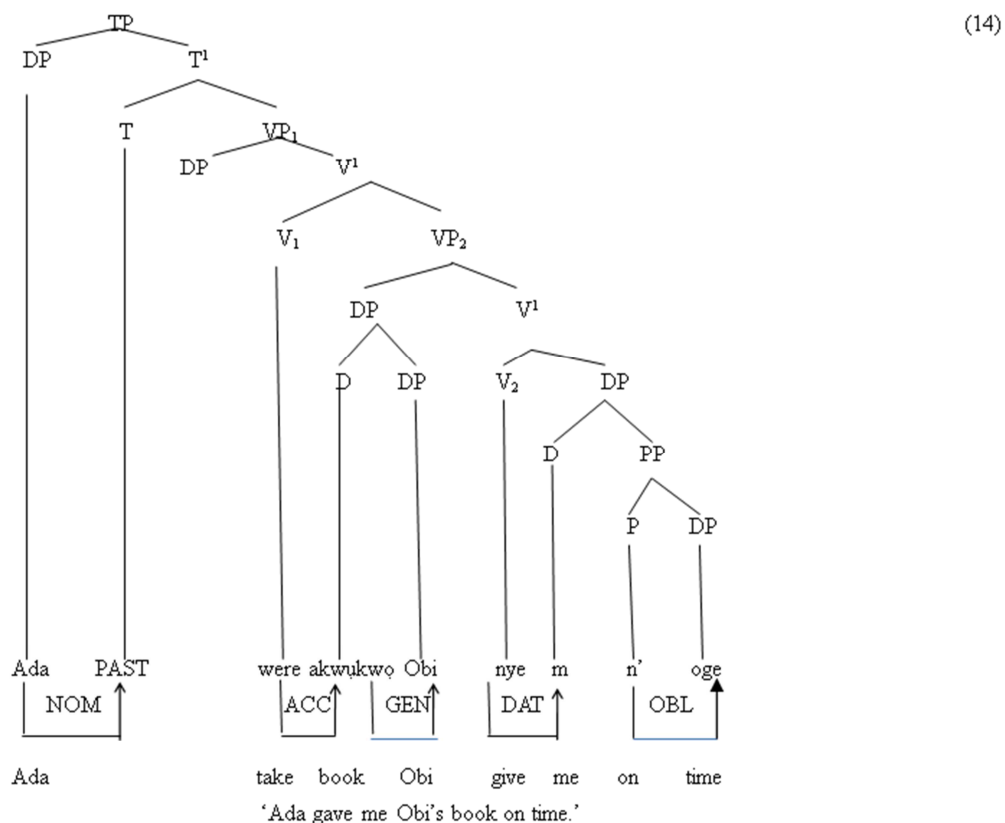 TP (14)
DP T¹
T VP₁
DP V¹
V₁ VP₂
DP V¹
D DP V₂ DP
D PP
P DP
Ada PAST were akwụkwọ Obi nye m n' oge
NOM ACC GEN DAT OBL
Ada take book Obi give me on time
'Ada gave me Obi's book on time.'